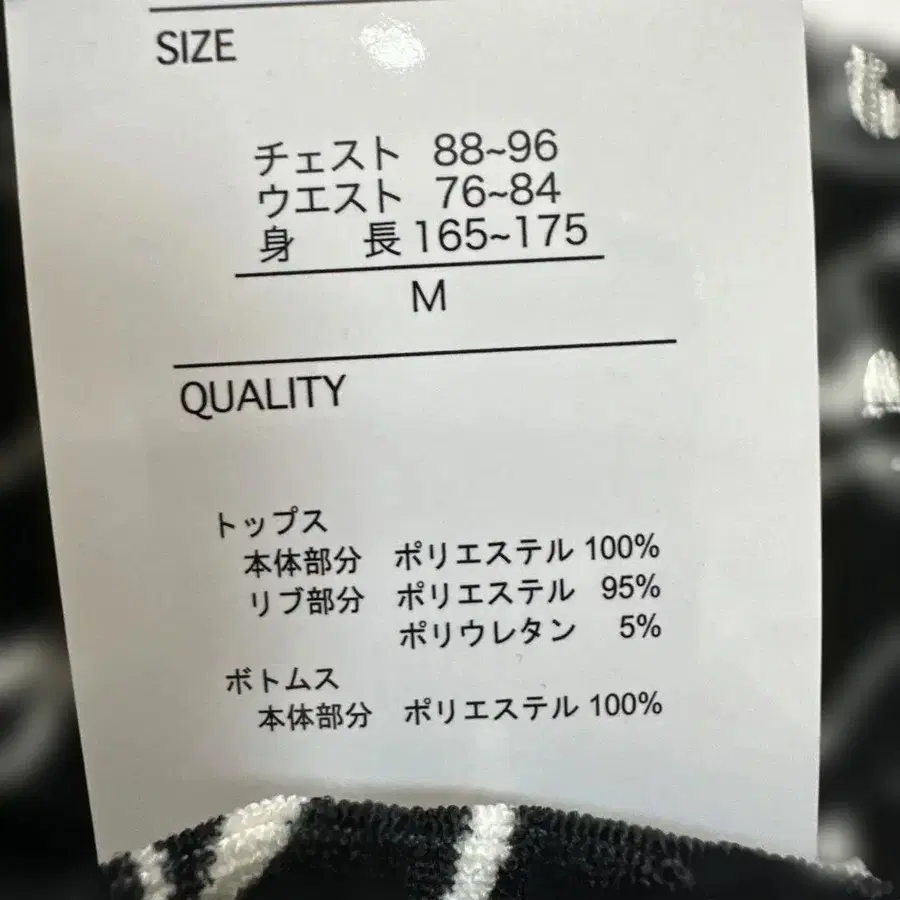 SIZE
チェスト 88~96
ウエスト 76~84
身 長 165~175
M
QUALITY
トップス
本体部分 ポリエステル 100%
リブ部分 ポリエステル 95%
ポリウレタン 5%
ボトムス
本体部分 ポリエステル 100%